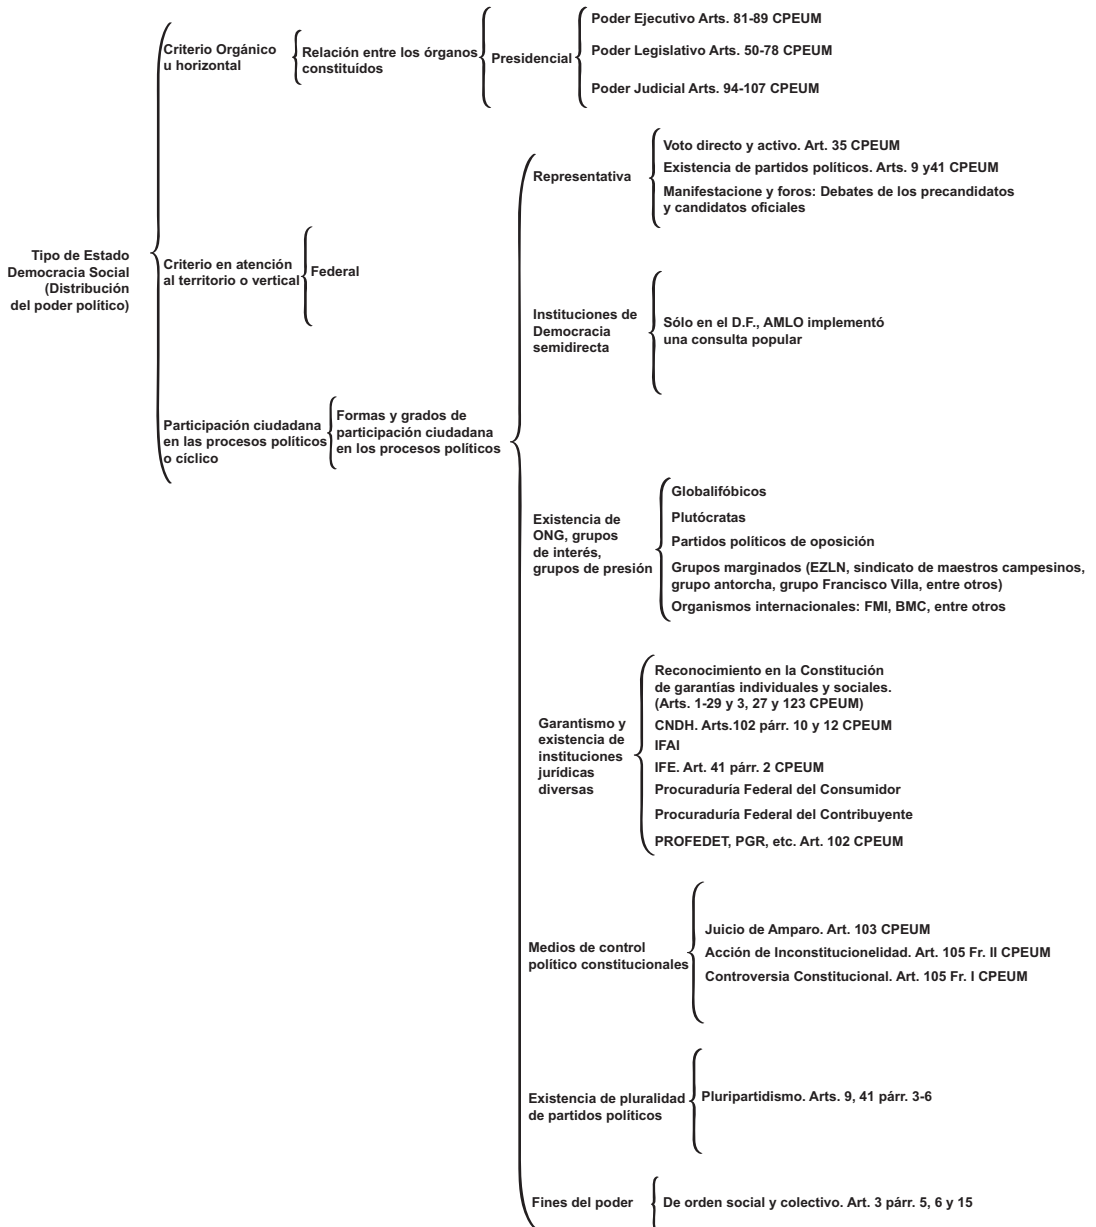 Tipo de Estado
Democracia Social
(Distribución
del poder político)
Criterio Orgánico
u horizontal
Relación entre los órganos
constituídos
Presidencial
Poder Ejecutivo Arts. 81-89 CPEUM
Poder Legislativo Arts. 50-78 CPEUM
Poder Judicial Arts. 94-107 CPEUM
Criterio en atención
al territorio o vertical
Federal
Participación ciudadana
en las procesos políticos
o cíclico
Formas y grados de
participación ciudadana
en los procesos políticos
Representativa
Voto directo y activo. Art. 35 CPEUM
Existencia de partidos políticos. Arts. 9 y41 CPEUM
Manifestacione y foros: Debates de los precandidatos
y candidatos oficiales
Instituciones de
Democracia
semidirecta
Sólo en el D.F., AMLO implementó
una consulta popular
Existencia de
ONG, grupos
de interés,
grupos de presión
Globalifóbicos
Plutócratas
Partidos políticos de oposición
Grupos marginados (EZLN, sindicato de maestros campesinos,
grupo antorcha, grupo Francisco Villa, entre otros)
Organismos internacionales: FMI, BMC, entre otros
Garantismo y
existencia de
instituciones
jurídicas
diversas
Reconocimiento en la Constitución
de garantías individuales y sociales.
(Arts. 1-29 y 3, 27 y 123 CPEUM)
CNDH. Arts.102 párr. 10 y 12 CPEUM
IFAI
IFE. Art. 41 párr. 2 CPEUM
Procuraduría Federal del Consumidor
Procuraduría Federal del Contribuyente
PROFEDET, PGR, etc. Art. 102 CPEUM
Medios de control
político constitucionales
Juicio de Amparo. Art. 103 CPEUM
Acción de Inconstitucionelidad. Art. 105 Fr. II CPEUM
Controversia Constitucional. Art. 105 Fr. I CPEUM
Existencia de pluralidad
de partidos políticos
Pluripartidismo. Arts. 9, 41 párr. 3-6
Fines del poder
De orden social y colectivo. Art. 3 párr. 5, 6 y 15